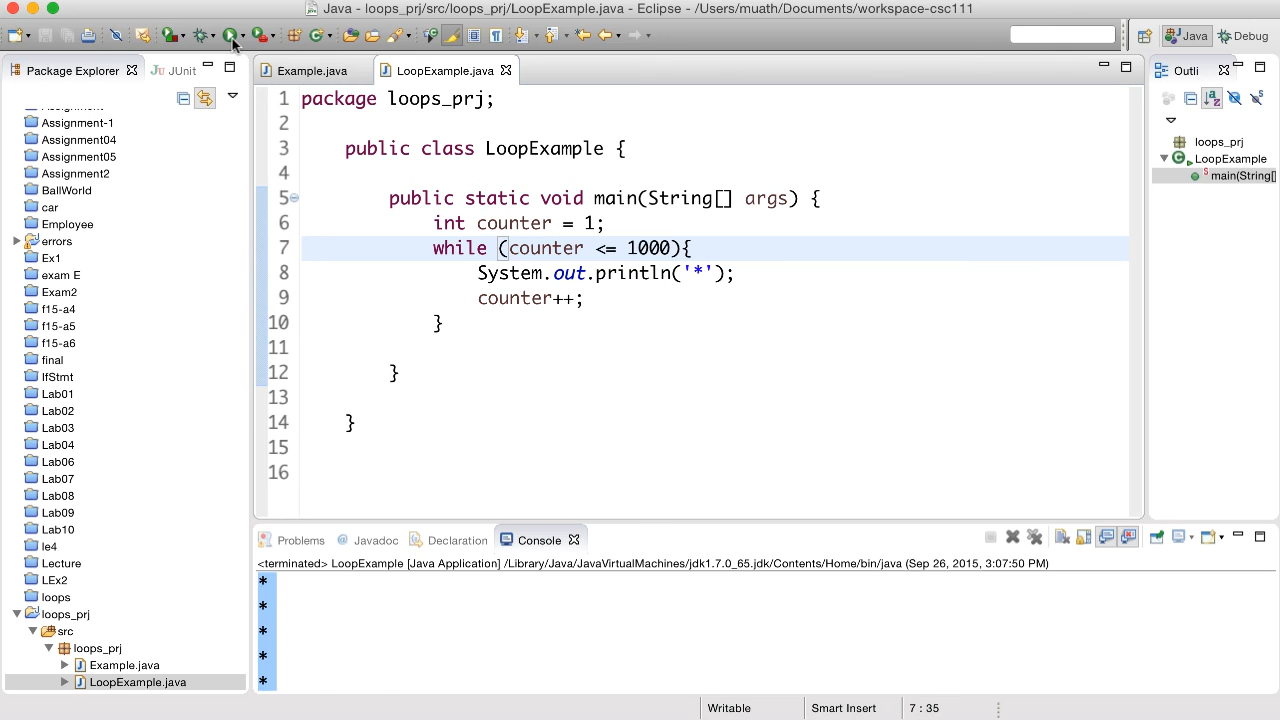 Java - loops_prj/src/loops_prj/LoopExample.java - Eclipse - /Users/muath/Documents/workspace-csc111
Java
Debug
Package Explorer
JUnit
Example.java
LoopExample.java
Outli
Assignment
Assignment-1
Assignment04
Assignment05
Assignment2
BallWorld
car
Employee
errors
Ex1
exam E
Exam2
f15-a4
f15-a5
f15-a6
final
IfStmt
Lab01
Lab02
Lab03
Lab04
Lab06
Lab07
Lab08
Lab09
Lab10
le4
Lecture
LEx2
loops
loops_prj
src
loops_prj
Example.java
LoopExample.java
1 package loops_prj;
2
3 public class LoopExample {
4
5 public static void main(String[] args) {
6 int counter = 1;
7 while (counter <= 1000){
8 System.out.println('*');
9 counter++;
10 }
11
12 }
13
14 }
15
16
loops_prj
LoopExample
main(String[]
Problems
Javadoc
Declaration
Console
<terminated> LoopExample [Java Application] /Library/Java/JavaVirtualMachines/jdk1.7.0_65.jdk/Contents/Home/bin/java (Sep 26, 2015, 3:07:50 PM)
*
*
*
*
*
Writable
Smart Insert
7 : 35